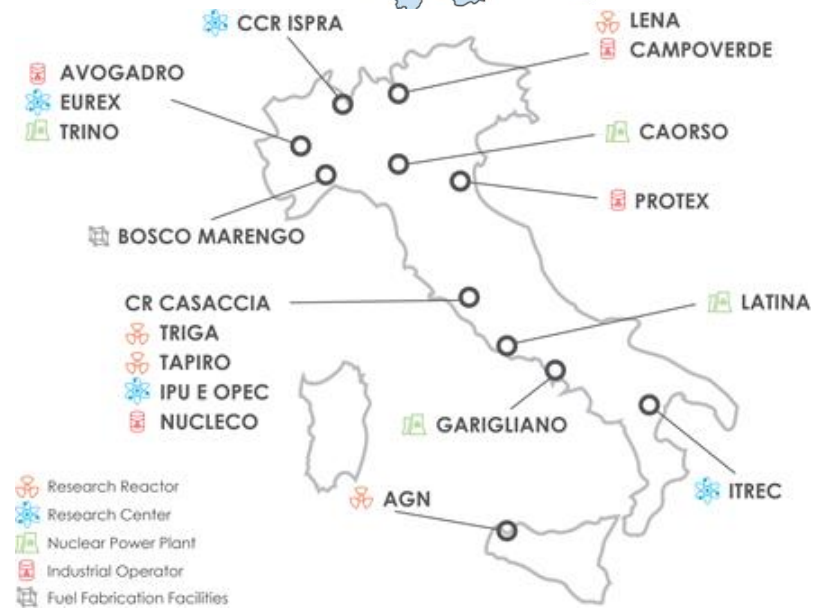 CCR ISPRA
LENA
CAMPOVERDE
AVOGADRO
EUREX
TRINO
CAORSO
PROTEX
BOSCO MARENGO
CR CASACCIA
TRIGA
TAPIRO
IPU E OPEC
NUCLECO
LATINA
GARIGLIANO
ITREC
AGN
Research Reactor
Research Center
Nuclear Power Plant
Industrial Operator
Fuel Fabrication Facilities